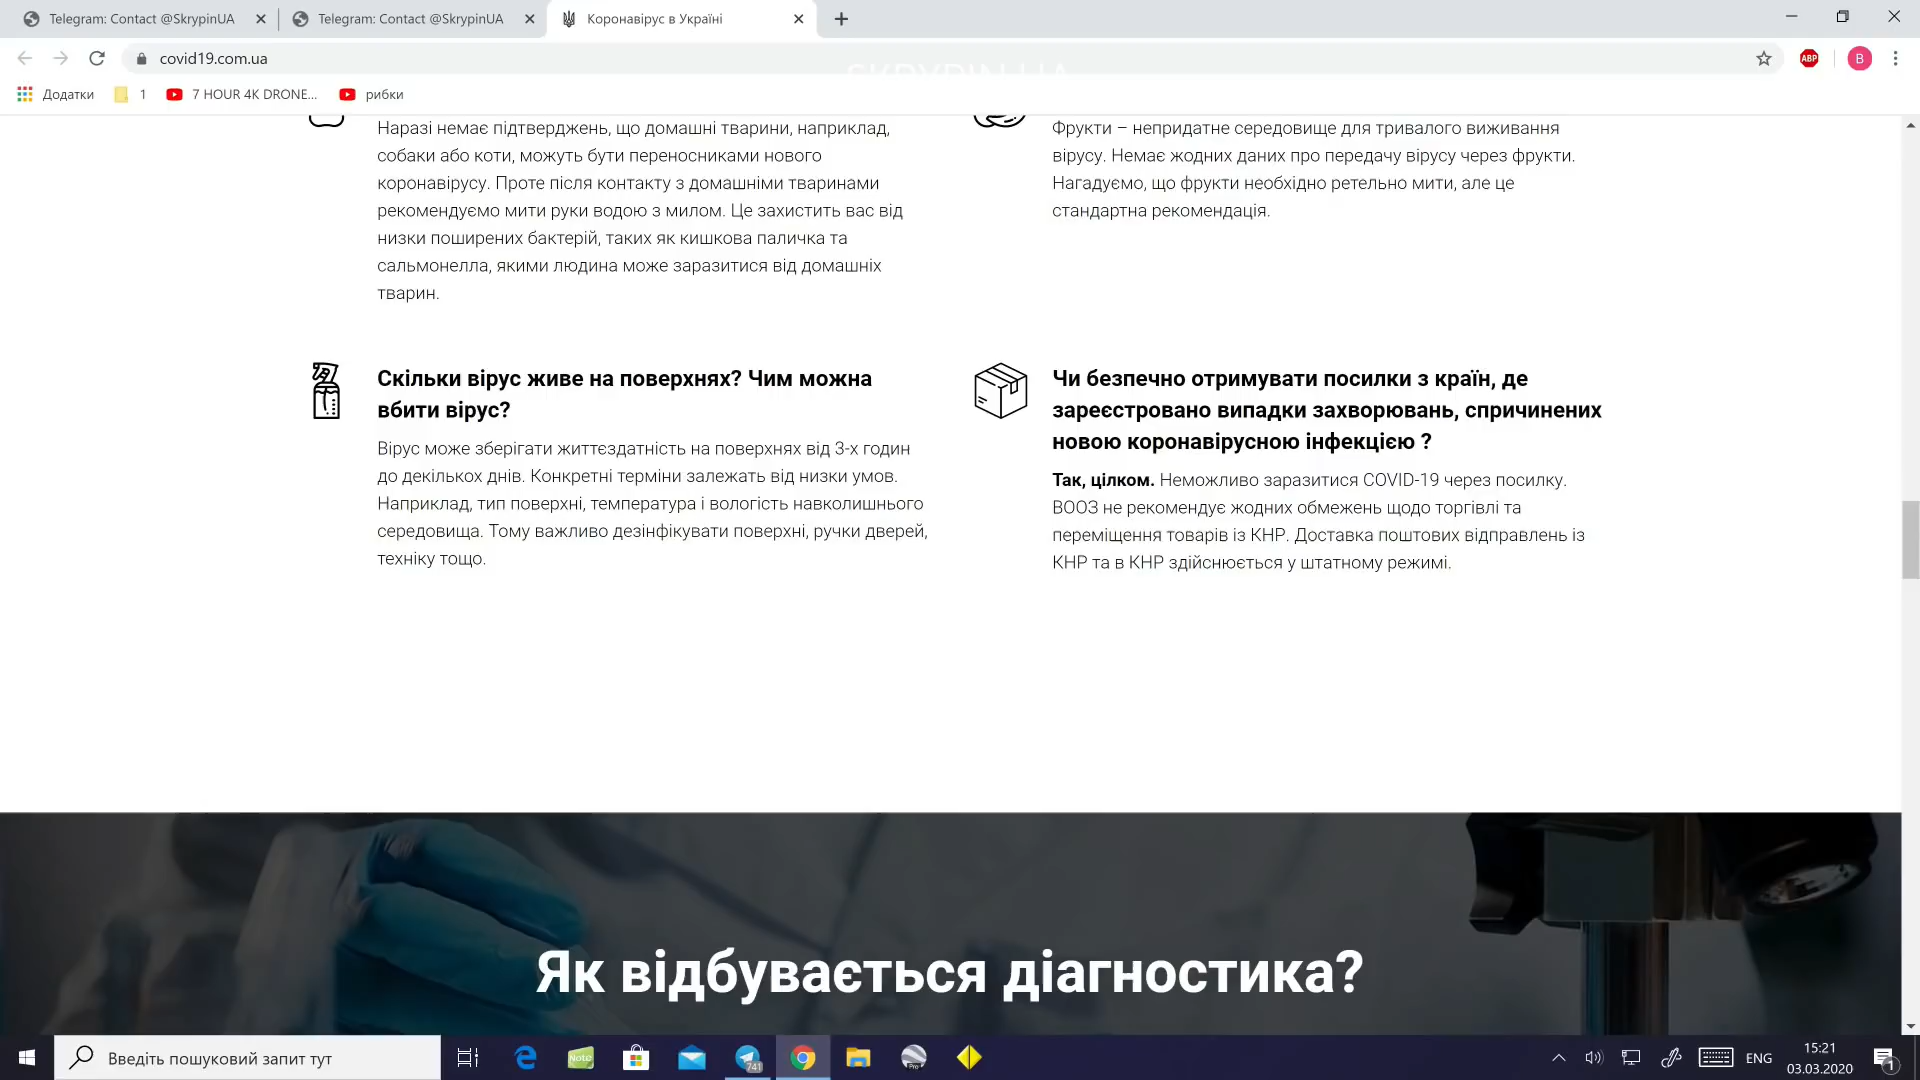 Telegram: Contact @SkrypinUA
Telegram: Contact @SkrypinUA
Коронавірус в Україні
covid19.com.ua
ABP
B
Додатки
1
7 HOUR 4K DRONE...
рибки
Наразі немає підтверджень, що домашні тварини, наприклад,
собаки або коти, можуть бути переносниками нового
коронавірусу. Проте після контакту з домашніми тваринами
рекомендуємо мити руки водою з милом. Це захистить вас від
низки поширених бактерій, таких як кишкова паличка та
сальмонелла, якими людина може заразитися від домашніх
тварин.
Фрукти – непридатне середовище для тривалого виживання
вірусу. Немає жодних даних про передачу вірусу через фрукти.
Нагадуємо, що фрукти необхідно ретельно мити, але це
стандартна рекомендація.
Скільки вірус живе на поверхнях? Чим можна
вбити вірус?
Вірус може зберігати життєздатність на поверхнях від 3-х годин
до декількох днів. Конкретні терміни залежать від низки умов.
Наприклад, тип поверхні, температура і вологість навколишнього
середовища. Тому важливо дезінфікувати поверхні, ручки дверей,
техніку тощо.
Чи безпечно отримувати посилки з країн, де
зареєстровано випадки захворювань, спричинених
новою коронавірусною інфекцією ?
Так, цілком. Неможливо заразитися COVID-19 через посилку.
ВООЗ не рекомендує жодних обмежень щодо торгівлі та
переміщення товарів із КНР. Доставка поштових відправлень із
КНР та в КНР здійснюється у штатному режимі.
Як відбувається діагностика?
Введіть пошуковий запит тут
Note
741
Pro
ENG
15:21
03.03.2020
1